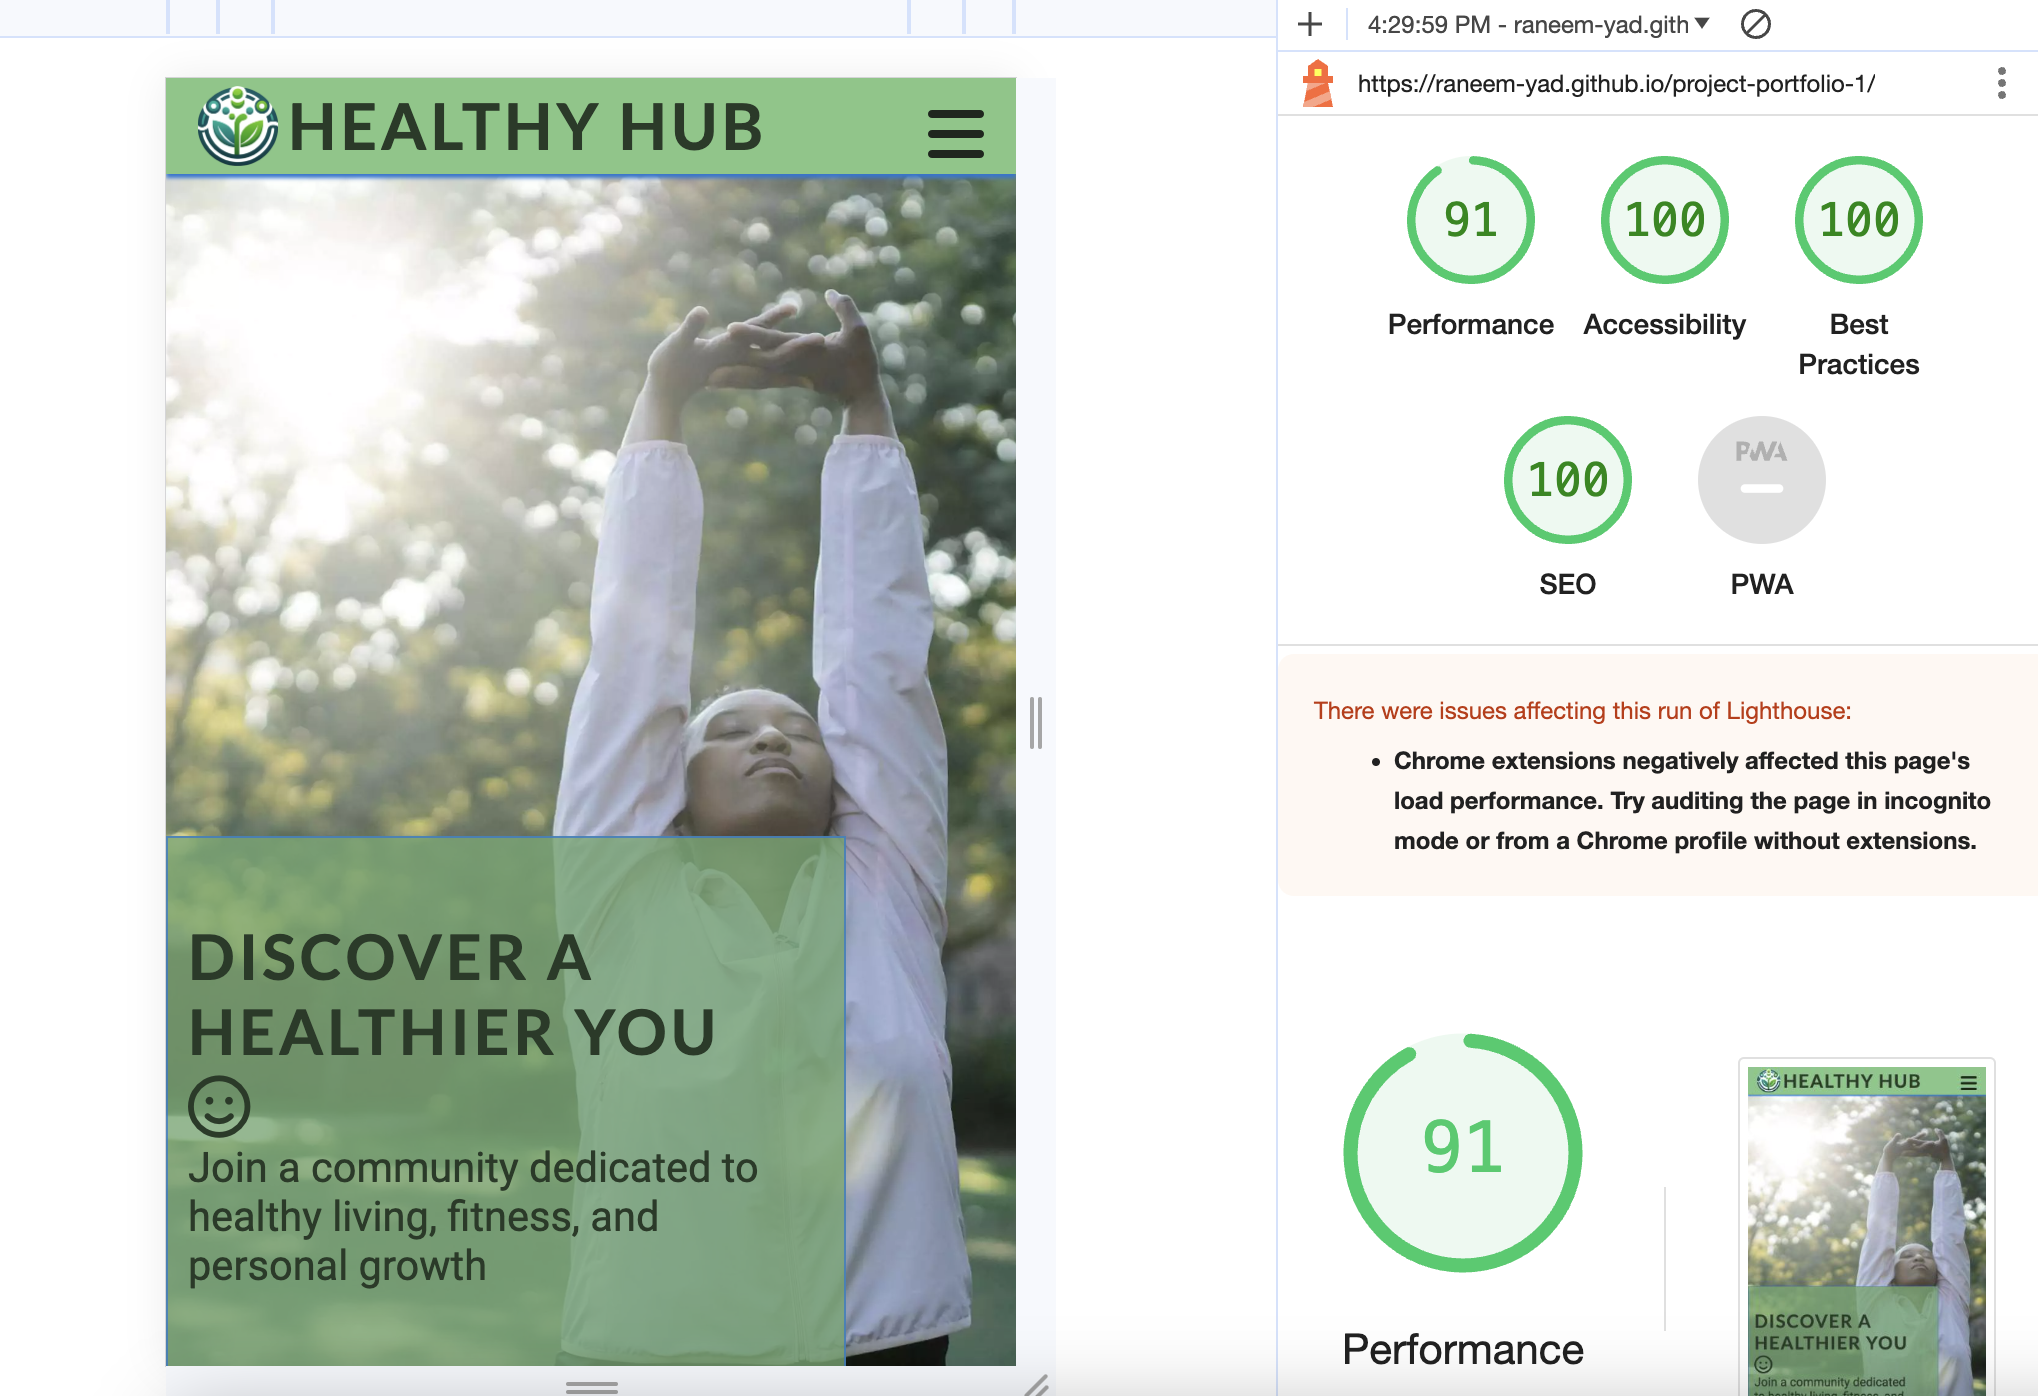 HEALTHY HUB
DISCOVER A
HEALTHIER YOU
Join a community dedicated to
healthy living, fitness, and
personal growth
4:29:59 PM - raneem-yad.gith
https://raneem-yad.github.io/project-portfolio-1/
91
100
100
Performance
Accessibility
Best
Practices
100
PWA
SEO
PWA
There were issues affecting this run of Lighthouse:
• Chrome extensions negatively affected this page's
load performance. Try auditing the page in incognito
mode or from a Chrome profile without extensions.
91
Performance
HEALTHY HUB
DISCOVER A
HEALTHIER YOU
Join a community dedicated